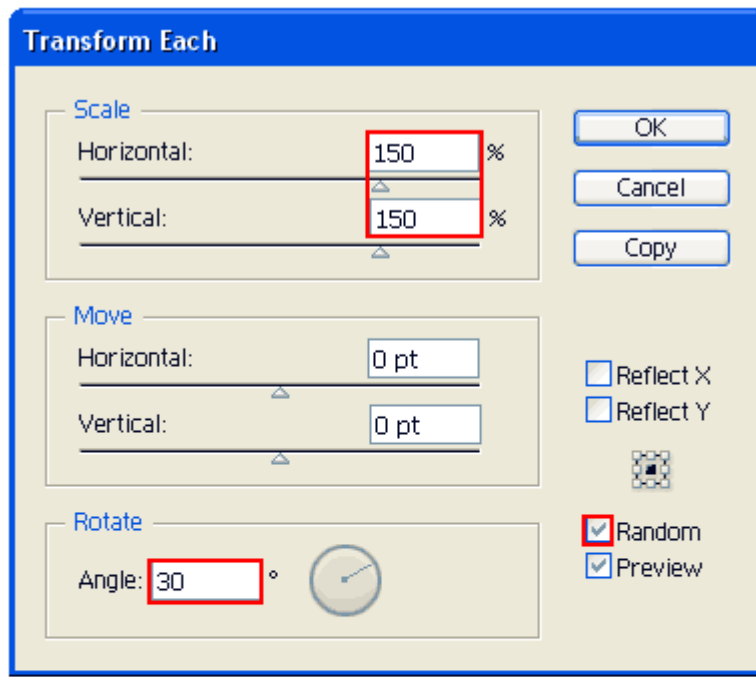 Transform Each
Scale
Horizontal: 150 %
Vertical: 150 %
OK
Cancel
Copy
Move
Horizontal: 0 pt
Vertical: 0 pt
Reflect X
Reflect Y
Rotate
Angle: 30 °
Random
Preview